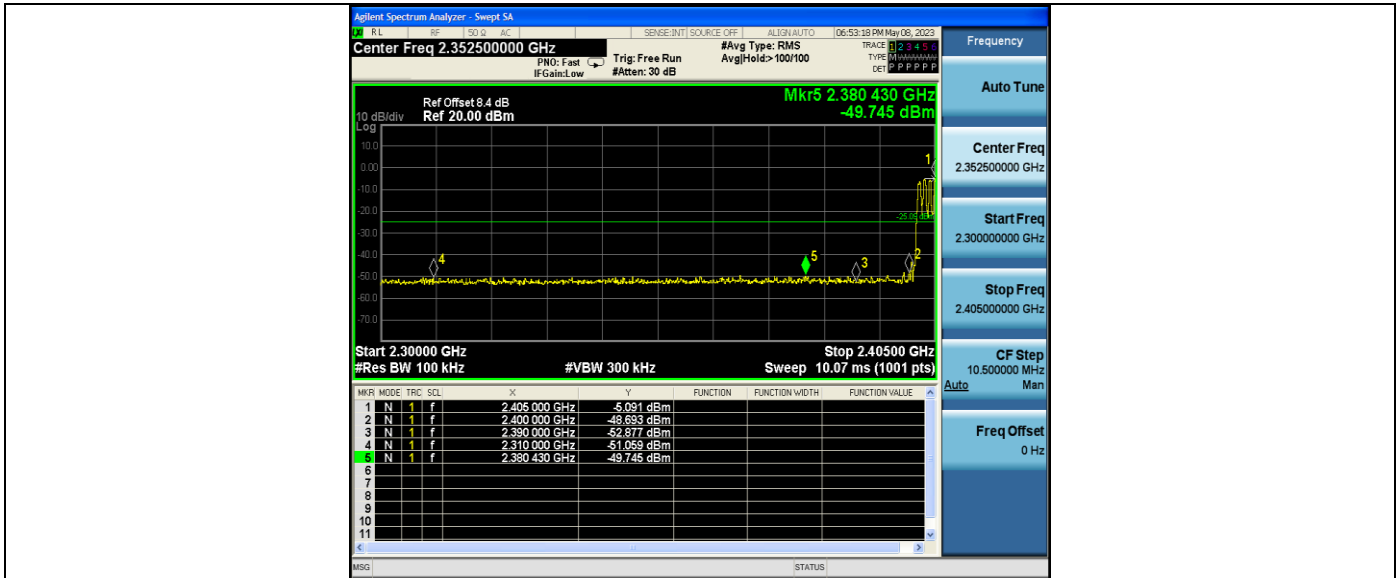 Agilent Spectrum Analyzer - Swept SA
RL RF 50 Ω AC SENSE:INT SOURCE OFF ALIGN AUTO 06:53:18 PM May 08, 2023
Center Freq 2.352500000 GHz
PNO: Fast
IFGain:Low
Trig: Free Run
#Atten: 30 dB
#Avg Type: RMS
Avg|Hold:> 100/100
TRACE 1 2 3 4 5 6
TYPE M
DET P P P P P P
Ref Offset 8.4 dB
10 dB/div Ref 20.00 dBm
Log
Mkr5 2.380 430 GHz
-49.745 dBm
10.0
0.00
-10.0
-20.0
-30.0
-40.0
-50.0
-60.0
-70.0
1
4
5
3
2
Start 2.30000 GHz Stop 2.40500 GHz
#Res BW 100 kHz #VBW 300 kHz Sweep 10.07 ms (1001 pts)
MKR MODE TRC SCL X Y FUNCTION FUNCTION WIDTH FUNCTION VALUE
1 N 1 f 2.405 000 GHz -5.091 dBm
2 N 1 f 2.400 000 GHz -48.693 dBm
3 N 1 f 2.390 000 GHz -52.877 dBm
4 N 1 f 2.310 000 GHz -51.059 dBm
5 N 1 f 2.380 430 GHz -49.745 dBm
6
7
8
9
10
11
MSG STATUS
Frequency
Auto Tune
Center Freq
2.352500000 GHz
Start Freq
2.300000000 GHz
Stop Freq
2.405000000 GHz
CF Step
10.500000 MHz
Auto Man
Freq Offset
0 Hz